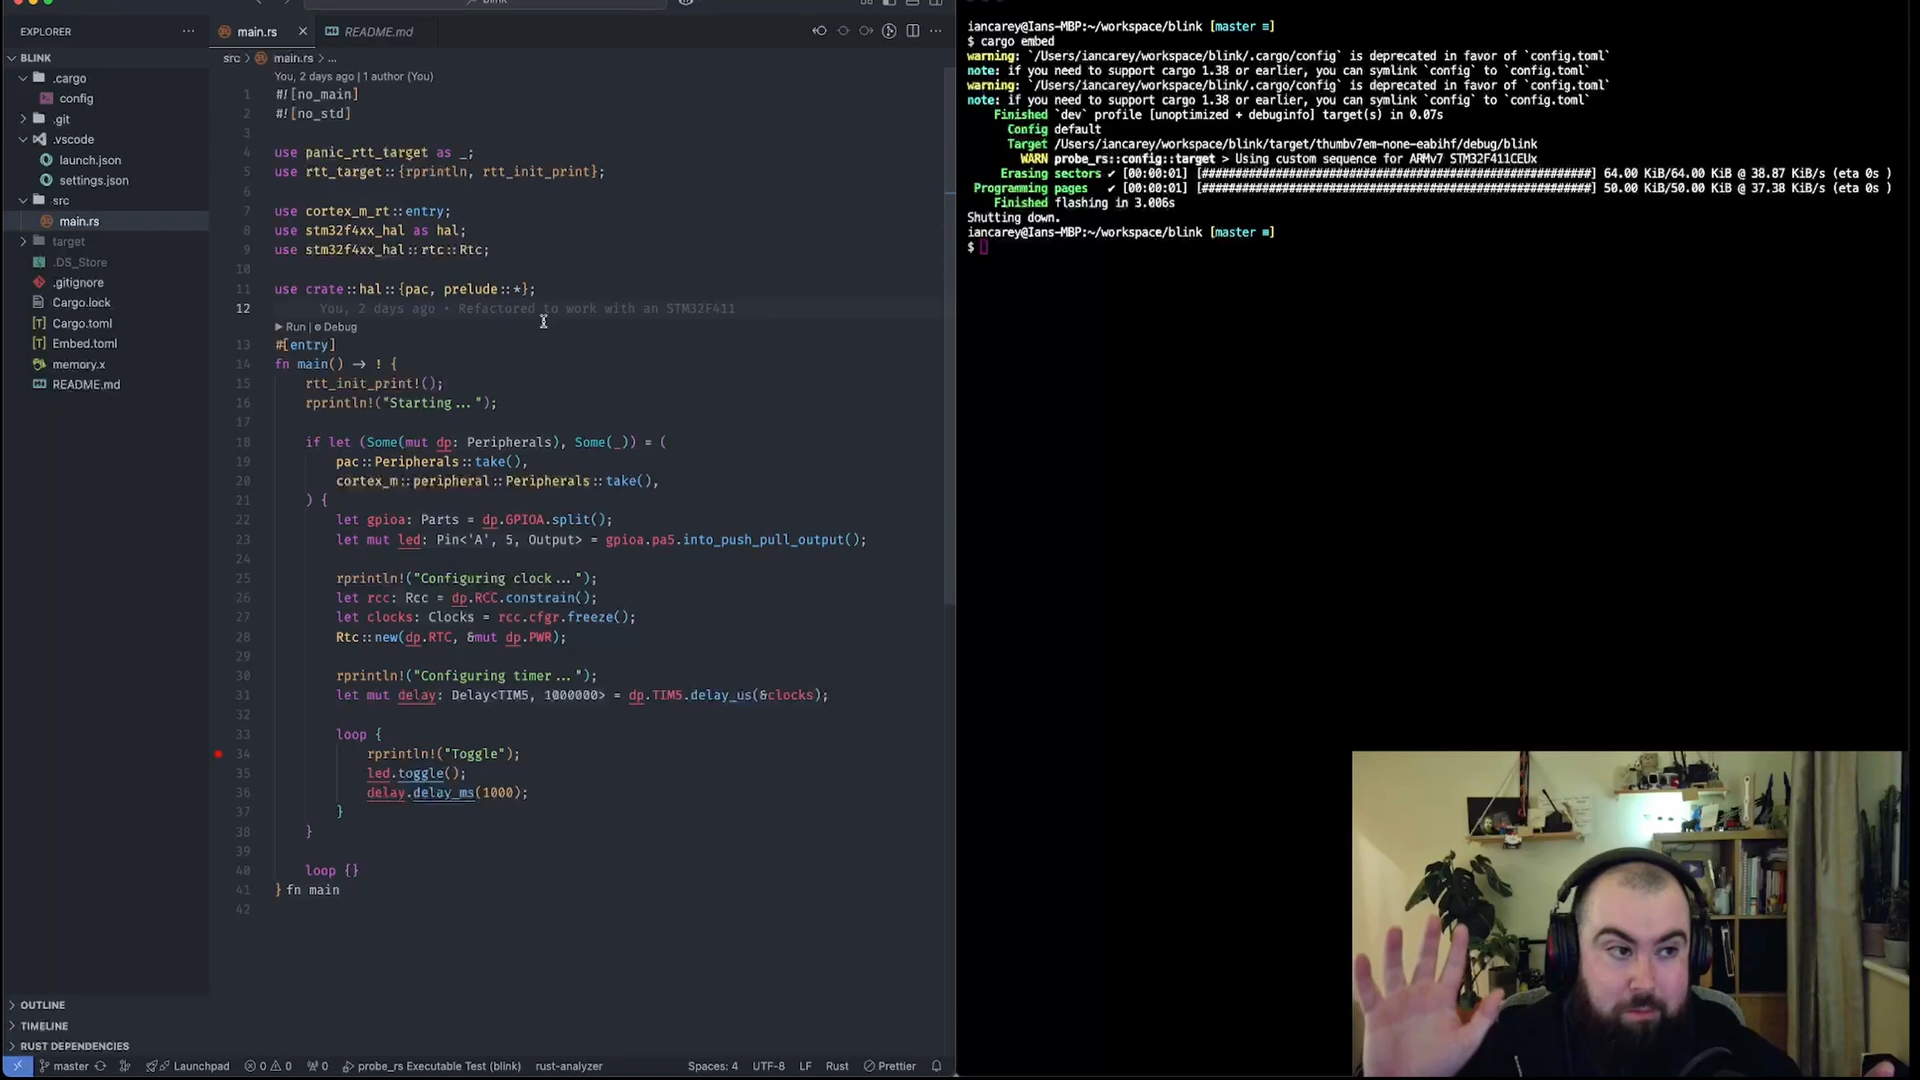 blink
EXPLORER
BLINK
.cargo
config
.git
.vscode
launch.json
settings.json
src
main.rs
target
.DS_Store
.gitignore
Cargo.lock
Cargo.toml
Embed.toml
memory.x
README.md
OUTLINE
TIMELINE
RUST DEPENDENCIES
main.rs
README.md
src > main.rs > ...
You, 2 days ago | 1 author (You)
1 #![no_main]
2 #![no_std]
3
4 use panic_rtt_target as _;
5 use rtt_target::{rprintln, rtt_init_print};
6
7 use cortex_m_rt::entry;
8 use stm32f4xx_hal as hal;
9 use stm32f4xx_hal::rtc::Rtc;
10
11 use crate::hal::{pac, prelude::*};
12 You, 2 days ago • Refactored to work with an STM32F411
Run | Debug
13 #[entry]
14 fn main() → ! {
15 rtt_init_print!();
16 rprintln!("Starting...");
17
18 if let (Some(mut dp: Peripherals), Some(_)) = (
19 pac::Peripherals::take(),
20 cortex_m::peripheral::Peripherals::take(),
21 ) {
22 let gpioa: Parts = dp.GPIOA.split();
23 let mut led: Pin<'A', 5, Output> = gpioa.pa5.into_push_pull_output();
24
25 rprintln!("Configuring clock...");
26 let rcc: Rcc = dp.RCC.constrain();
27 let clocks: Clocks = rcc.cfgr.freeze();
28 Rtc::new(dp.RTC, &mut dp.PWR);
29
30 rprintln!("Configuring timer...");
31 let mut delay: Delay<TIM5, 1000000> = dp.TIM5.delay_us(&clocks);
32
33 loop {
34 rprintln!("Toggle");
35 led.toggle();
36 delay.delay_ms(1000);
37 }
38 }
39
40 loop {}
41 } fn main
42
master Launchpad 0 0 0 probe_rs Executable Test (blink) rust-analyzer Spaces: 4 UTF-8 LF Rust Prettier
iancarey@Ians-MBP:~/workspace/blink [master ≡]
$ cargo embed
warning: `/Users/iancarey/workspace/blink/.cargo/config` is deprecated in favor of `config.toml`
note: if you need to support cargo 1.38 or earlier, you can symlink `config` to `config.toml`
warning: `/Users/iancarey/workspace/blink/.cargo/config` is deprecated in favor of `config.toml`
note: if you need to support cargo 1.38 or earlier, you can symlink `config` to `config.toml`
Finished `dev` profile [unoptimized + debuginfo] target(s) in 0.07s
Config default
Target /Users/iancarey/workspace/blink/target/thumbv7em-none-eabihf/debug/blink
WARN probe_rs::config::target > Using custom sequence for ARMv7 STM32F411CEUx
Erasing sectors ✔ [00:00:01] [##########################################################] 64.00 KiB/64.00 KiB @ 38.87 KiB/s (eta 0s )
Programming pages ✔ [00:00:01] [##########################################################] 50.00 KiB/50.00 KiB @ 37.38 KiB/s (eta 0s )
Finished flashing in 3.006s
Shutting down.
iancarey@Ians-MBP:~/workspace/blink [master ≡]
$